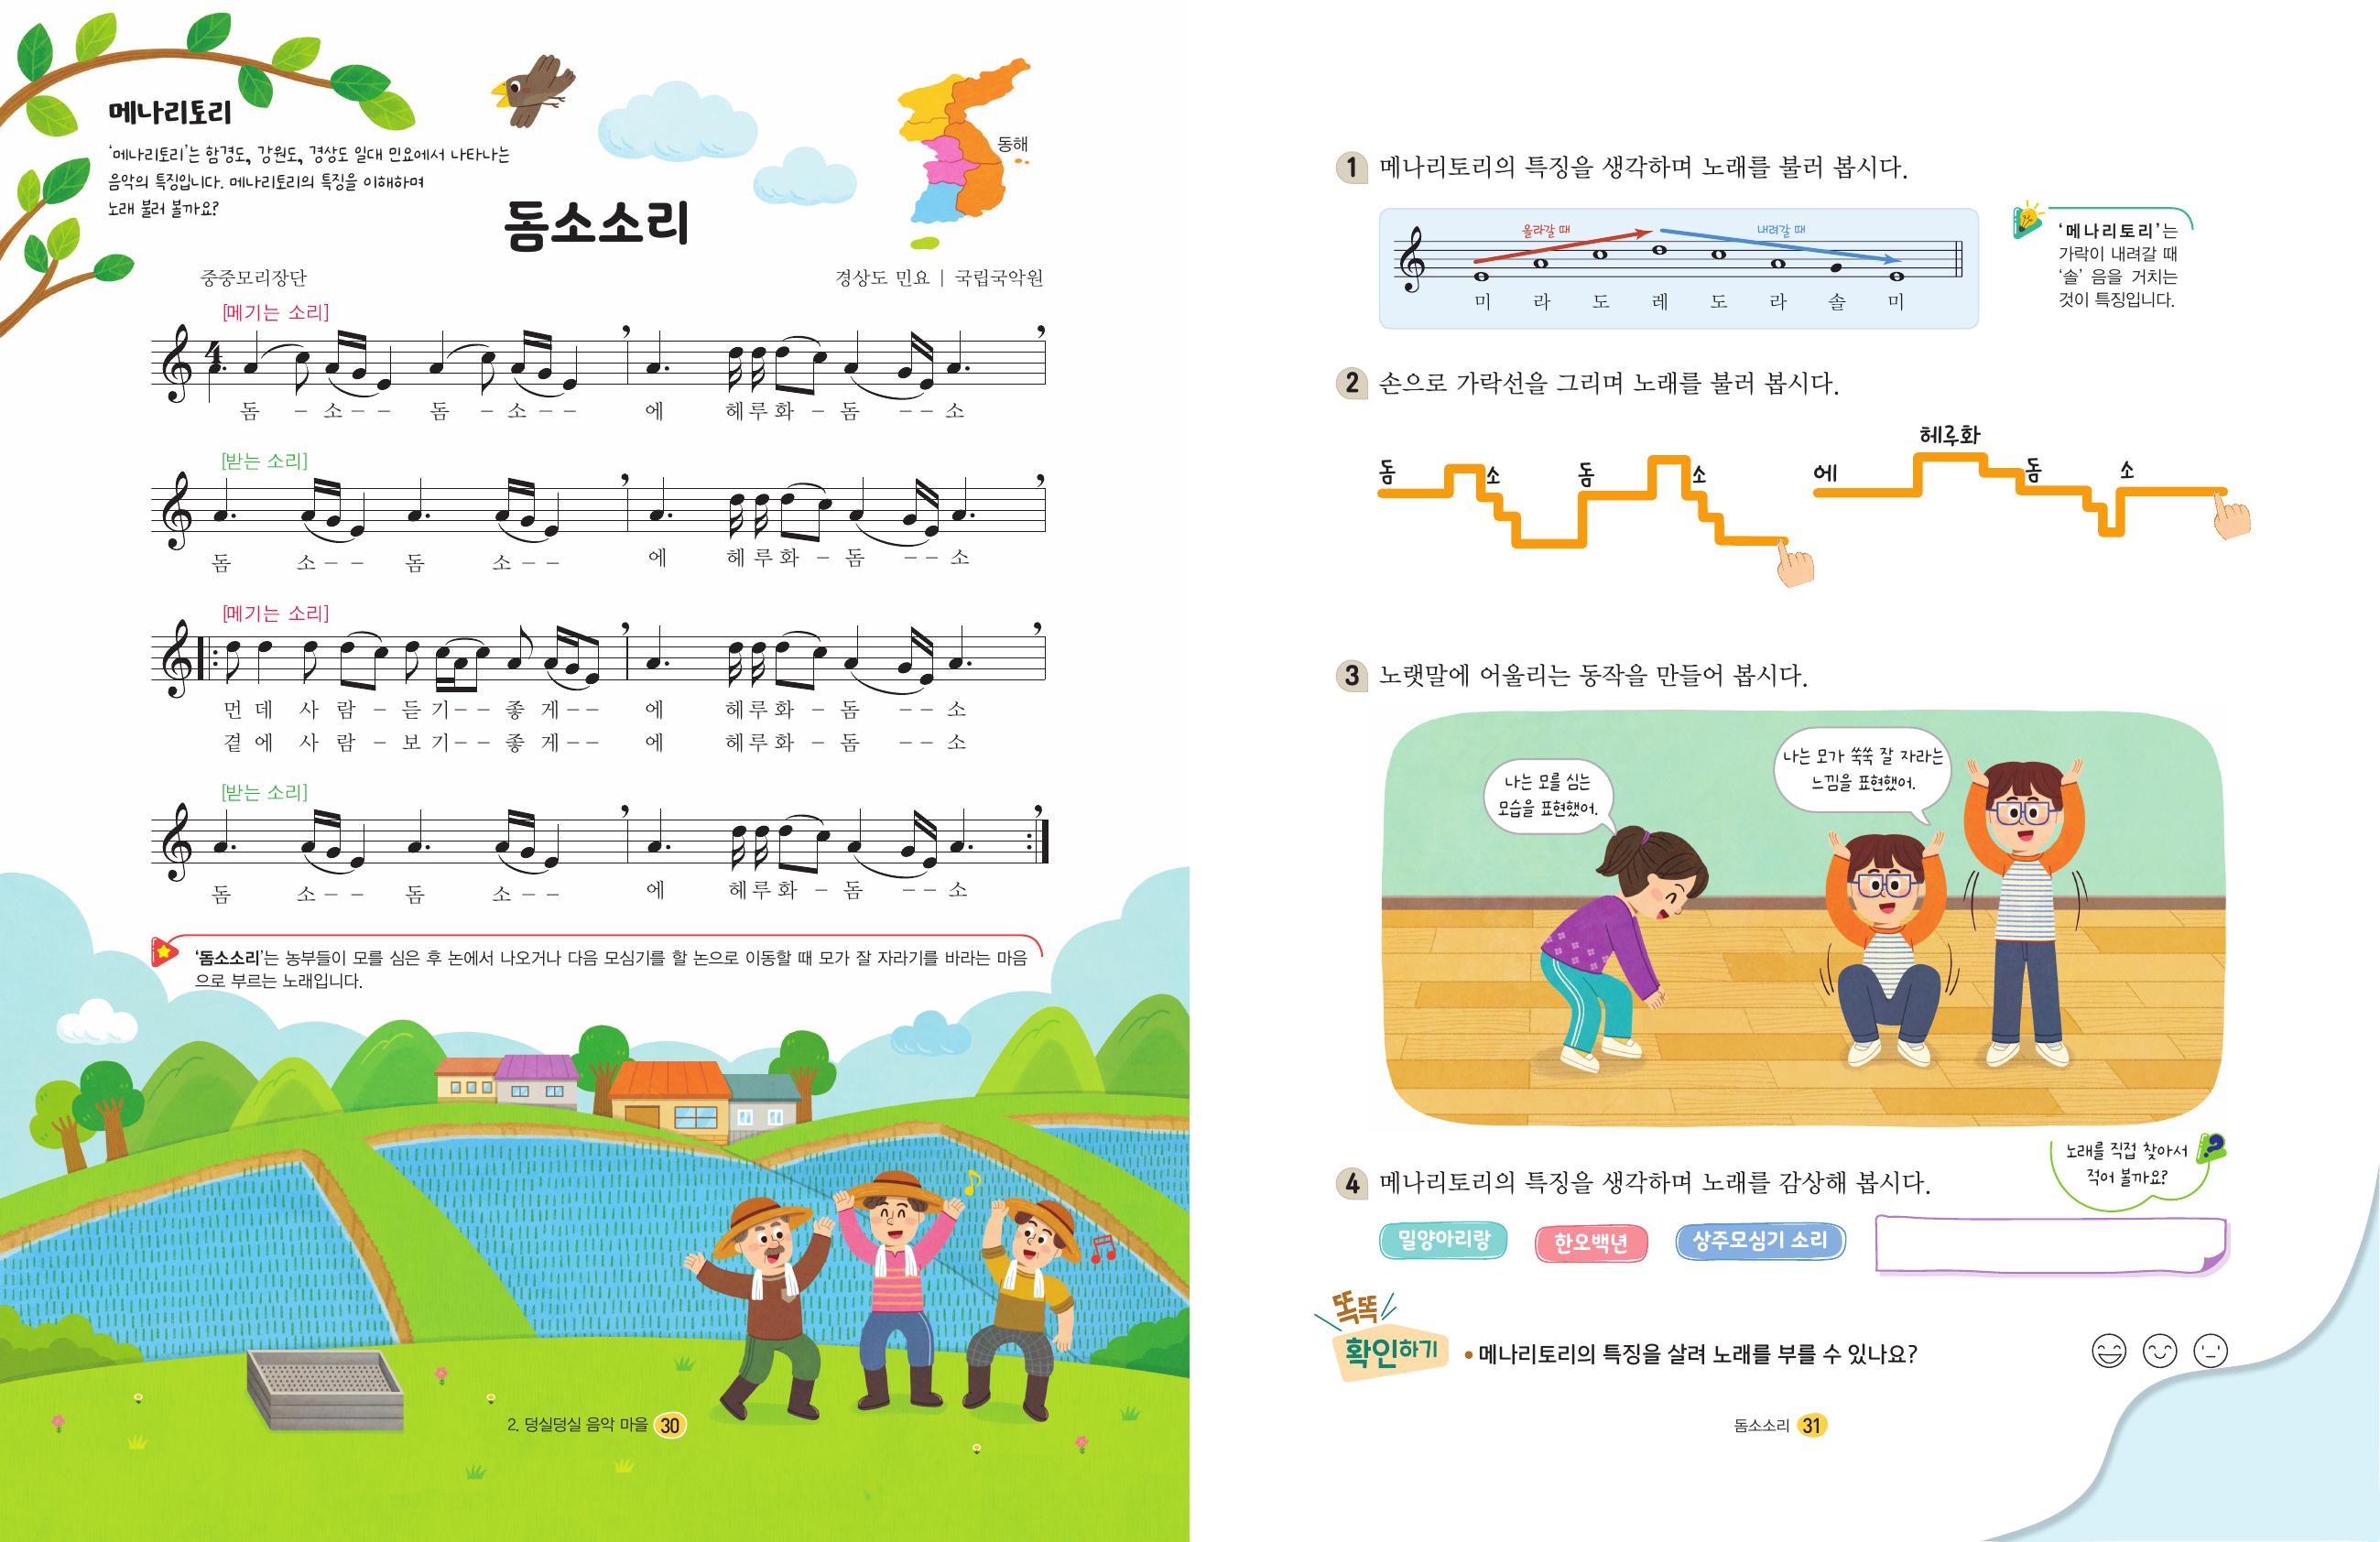 메나리토리
'메나리토리'는 함경도, 강원도, 경상도 일대 민요에서 나타나는
음악의 특징입니다. 메나리토리의 특징을 이해하며
노래 불러 볼까요?
동해
돔소소리
중중모리장단
경상도 민요 | 국립국악원
[메기는 소리]
4
돔 – 소 – – 돔 – 소 – – 에 헤 루 화 – 돔 – – 소
[받는 소리]
돔 소 – – 돔 소 – – 에 헤 루 화 – 돔 – – 소
[메기는 소리]
먼 데 사 람 – 듣 기 – – 좋 게 – – 에 헤 루 화 – 돔 – – 소
곁 에 사 람 – 보 기 – – 좋 게 – – 에 헤 루 화 – 돔 – – 소
[받는 소리]
돔 소 – – 돔 소 – – 에 헤 루 화 – 돔 – – 소
'돔소소리'는 농부들이 모를 심은 후 논에서 나오거나 다음 모심기를 할 논으로 이동할 때 모가 잘 자라기를 바라는 마음
으로 부르는 노래입니다.
2. 덩실덩실 음악 마을 30
1 메나리토리의 특징을 생각하며 노래를 불러 봅시다.
올라갈 때
내려갈 때
미 라 도 레 도 라 솔 미
'메나리토리'는
가락이 내려갈 때
'솔' 음을 거치는
것이 특징입니다.
2 손으로 가락선을 그리며 노래를 불러 봅시다.
돔 소 돔 소 에 헤루화 돔 소
3 노랫말에 어울리는 동작을 만들어 봅시다.
나는 모를 심는
모습을 표현했어.
나는 모가 쑥쑥 잘 자라는
느낌을 표현했어.
4 메나리토리의 특징을 생각하며 노래를 감상해 봅시다.
노래를 직접 찾아서
적어 볼까요?
밀양아리랑
한오백년
상주모심기 소리
똑똑
확인하기
• 메나리토리의 특징을 살려 노래를 부를 수 있나요?
돔소소리 31